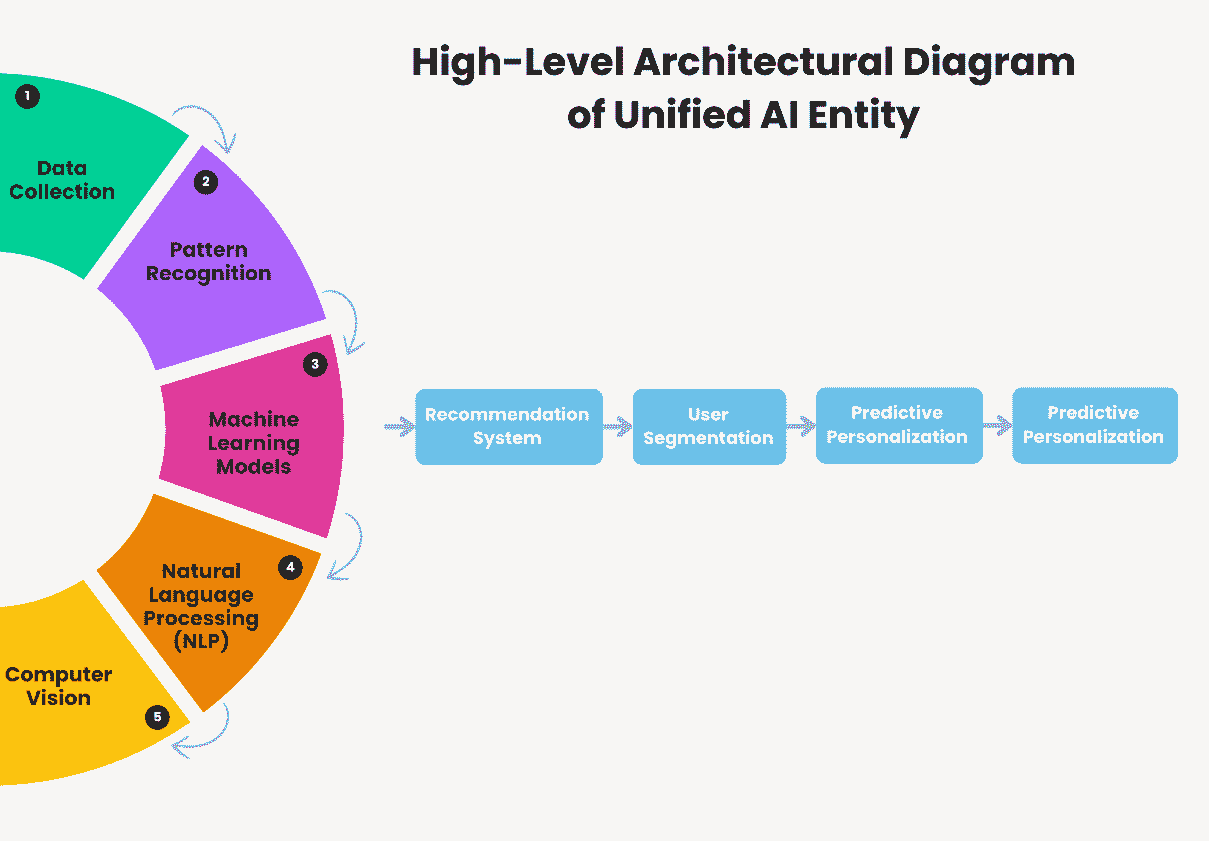 High-Level Architectural Diagram
of Unified AI Entity
1
Data
Collection
2
Pattern
Recognition
3
Machine
Learning
Models
Recommendation
System
User
Segmentation
Predictive
Personalization
Predictive
Personalization
4
Natural
Language
Processing
(NLP)
Computer
Vision
5